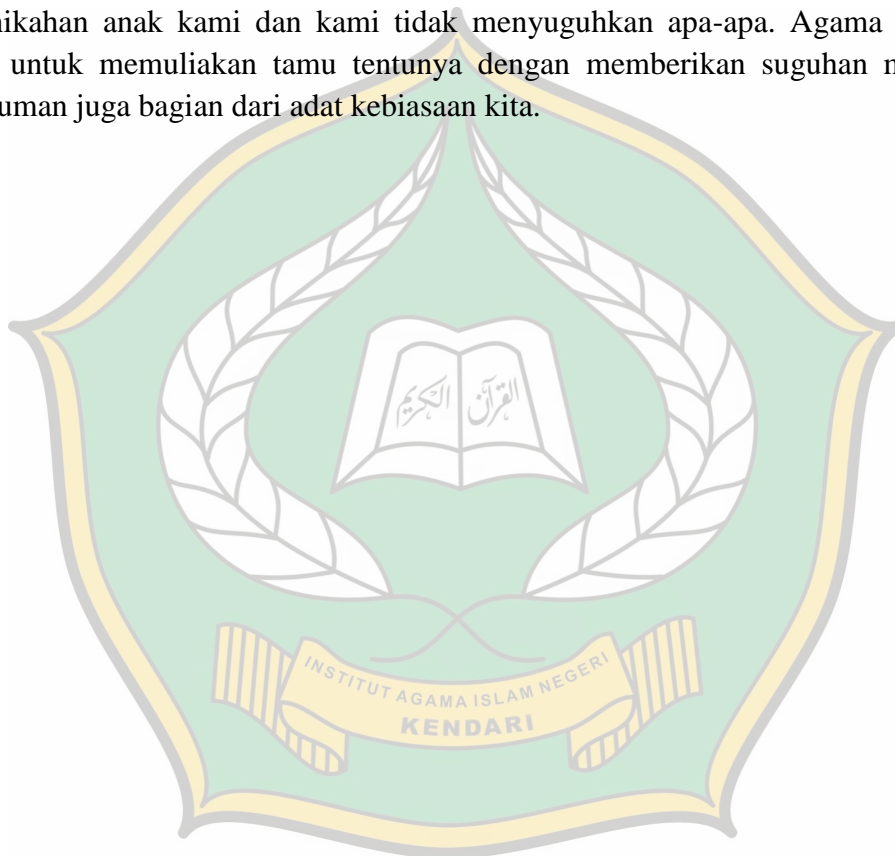 nikahan anak kami dan kami tidak menyuguhkan apa-apa. Agama
untuk memuliakan tamu tentunya dengan memberikan suguhan
uman juga bagian dari adat kebiasaan kita.
القرآن الكريم
INSTITUT AGAMA ISLAM NEGERI
KENDARI